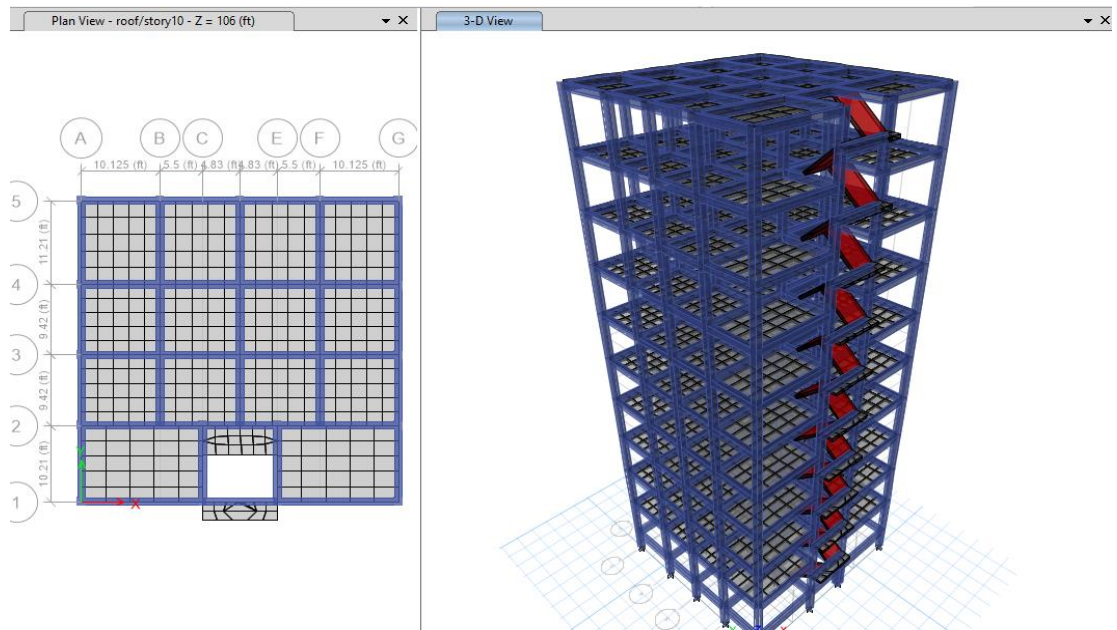 Plan View - roof/story10 - Z = 106 (ft)
3-D View
A B C E F G
10.125 (ft) 5.5 (ft) 4.83 (ft) 4.83 (ft) 5.5 (ft) 10.125 (ft)
5
11.21 (ft)
4
9.42 (ft)
3
9.42 (ft)
2
10.21 (ft)
1
X